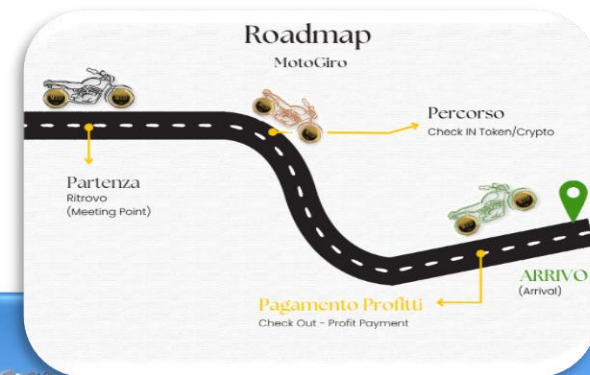 Roadmap
MotoGiro
Percorso
Check IN Token/Crypto
Partenza
Ritrovo
(Meeting Point)
ARRIVO
(Arrival)
Pagamento Profitti
Check Out - Profit Payment